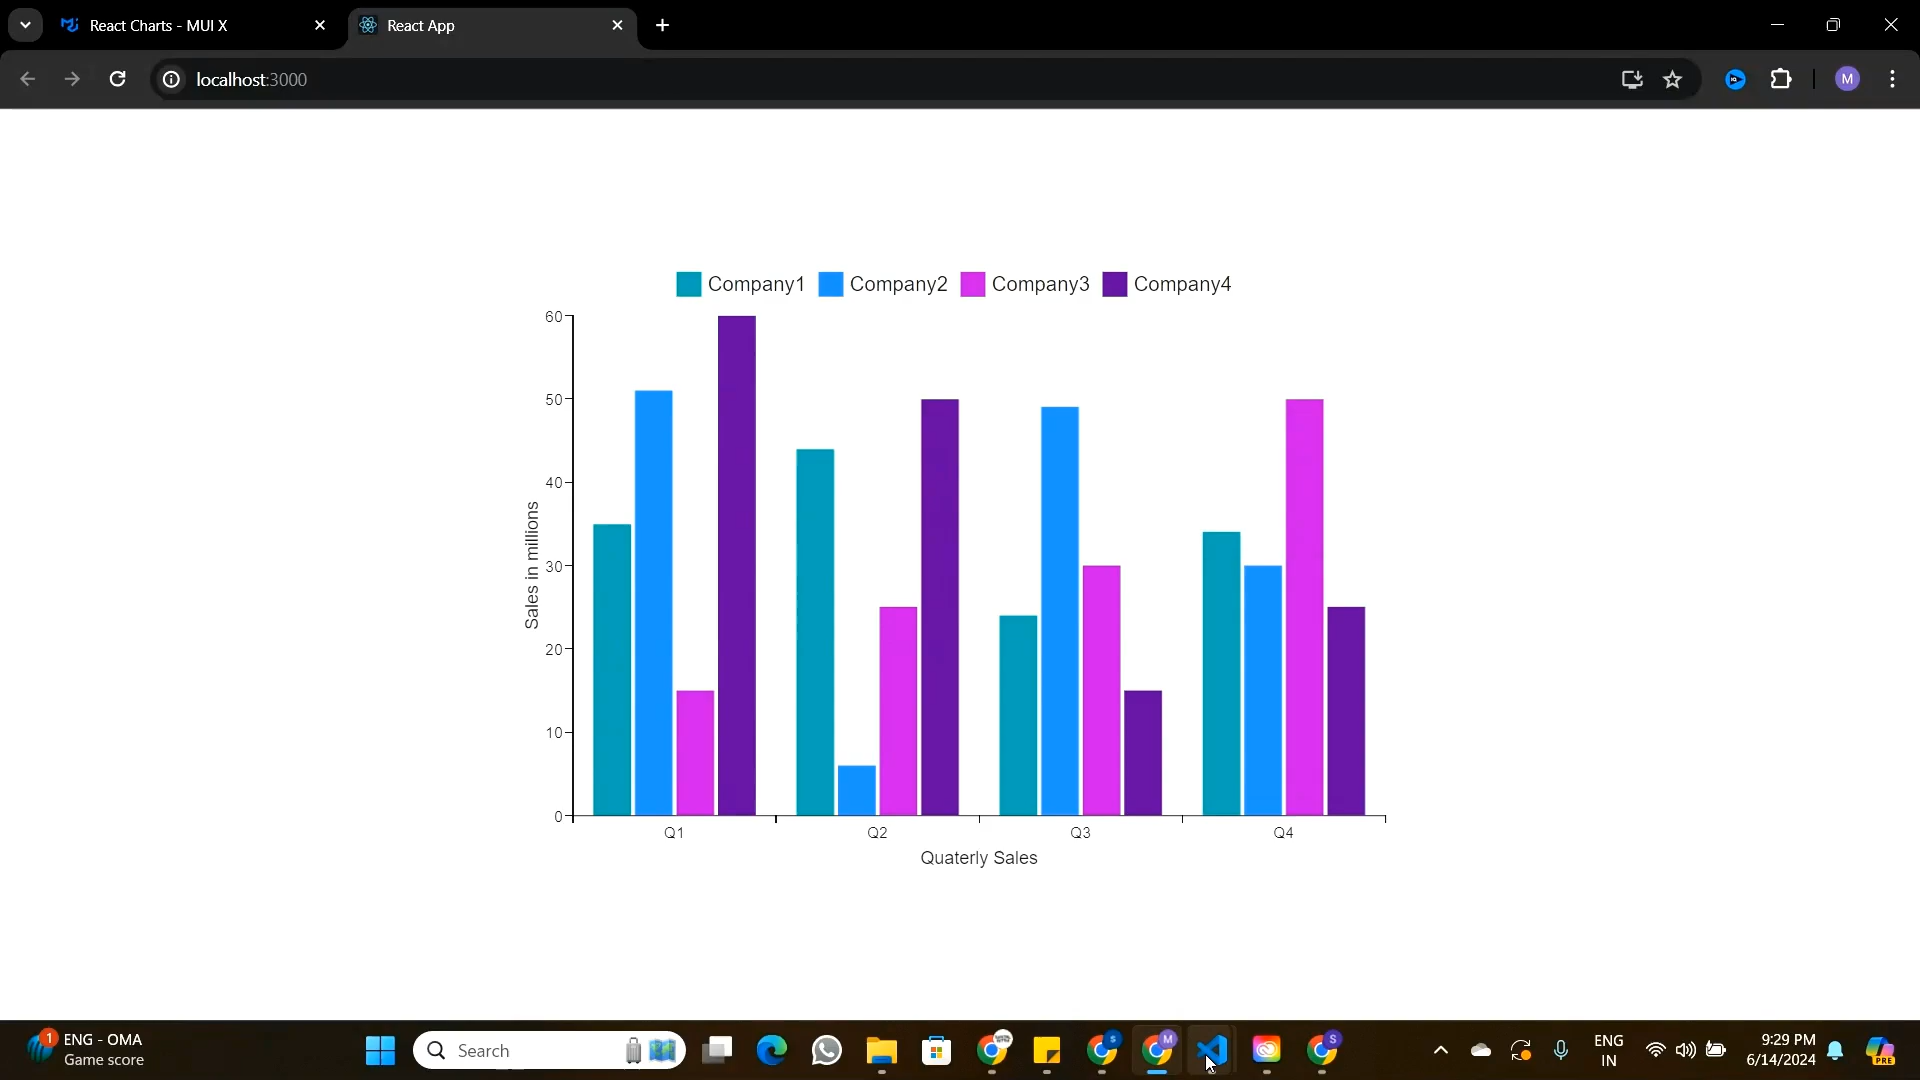 React Charts - MUI X
React App
localhost:3000
M
Company1 Company2 Company3 Company4
60
50
40
30
20
10
0
Sales in millions
Q1 Q2 Q3 Q4
Quaterly Sales
1
ENG - OMA
Game score
Search
S
M
S
ENG
IN
9:29 PM
6/14/2024
PRE